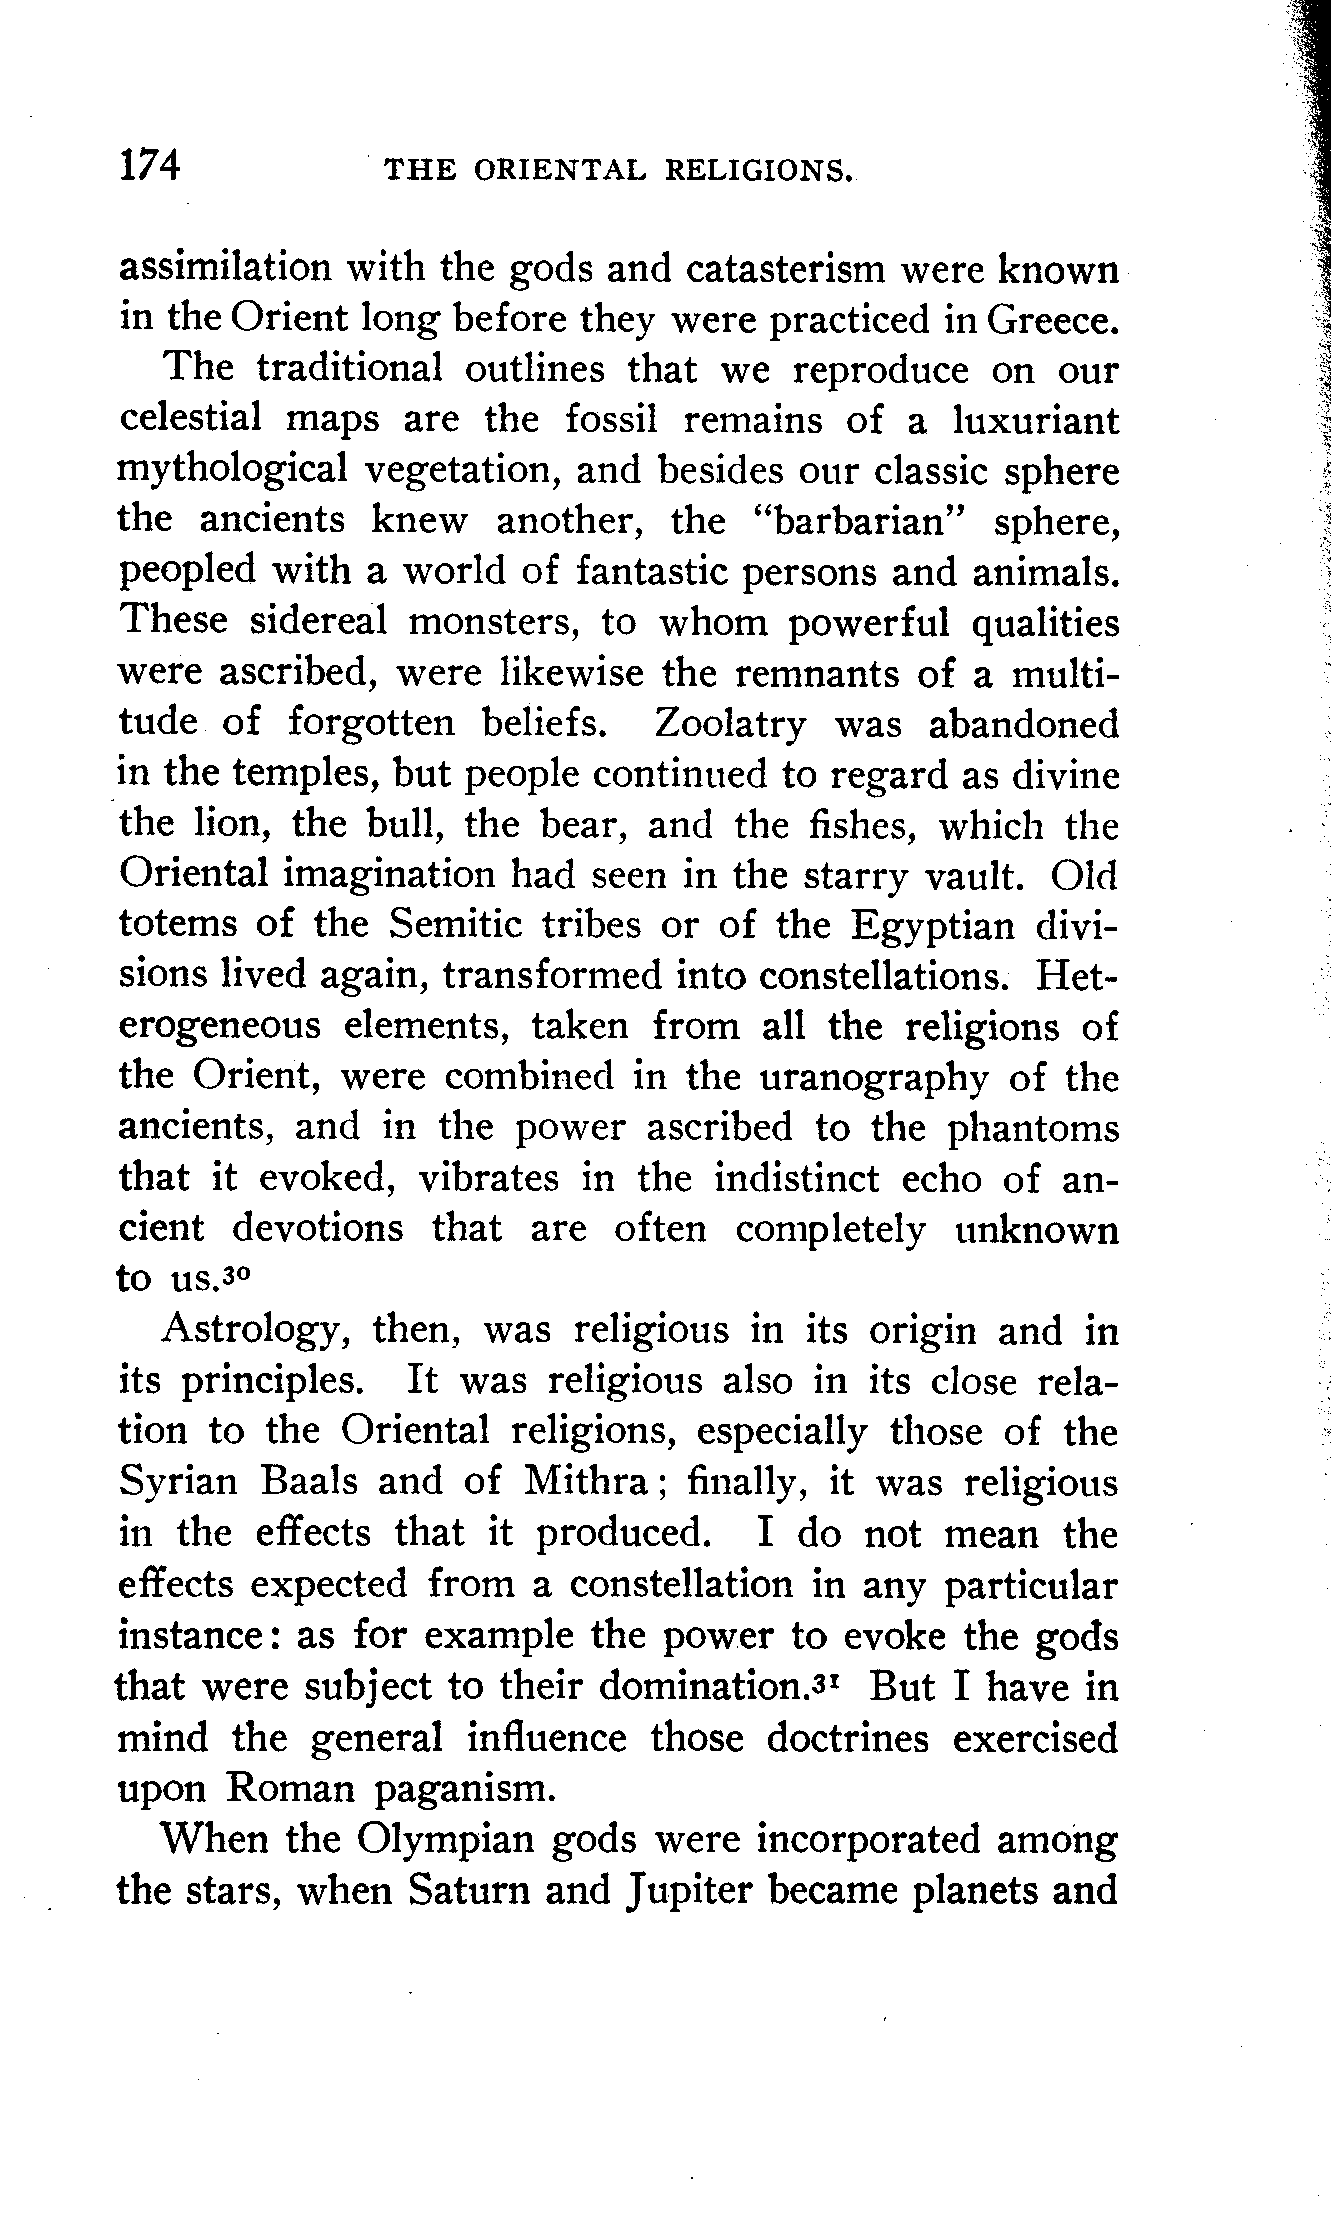 174 THE ORIENTAL RELIGIONS.
assimilation with the gods and catasterism were known
in the Orient long before they were practiced in Greece.
The traditional outlines that we reproduce on our
celestial maps are the fossil remains of a luxuriant
mythological vegetation, and besides our classic sphere
the ancients knew another, the “barbarian” sphere,
peopled with a world of fantastic persons and animals.
These sidereal monsters, to whom powerful qualities
were ascribed, were likewise the remnants of a multi-
tude of forgotten beliefs. Zoolatry was abandoned
in the temples, but people continued to regard as divine
the lion, the bull, the bear, and the fishes, which the
Oriental imagination had seen in the starry vault. Old
totems of the Semitic tribes or of the Egyptian divi-
sions lived again, transformed into constellations. Het-
erogeneous elements, taken from all the religions of
the Orient, were combined in the uranography of the
ancients, and in the power ascribed to the phantoms
that it evoked, vibrates in the indistinct echo of an-
cient devotions that are often completely unknown
to us.³⁰
Astrology, then, was religious in its origin and in
its principles. It was religious also in its close rela-
tion to the Oriental religions, especially those of the
Syrian Baals and of Mithra; finally, it was religious
in the effects that it produced. I do not mean the
effects expected from a constellation in any particular
instance: as for example the power to evoke the gods
that were subject to their domination.³¹ But I have in
mind the general influence those doctrines exercised
upon Roman paganism.
When the Olympian gods were incorporated among
the stars, when Saturn and Jupiter became planets and